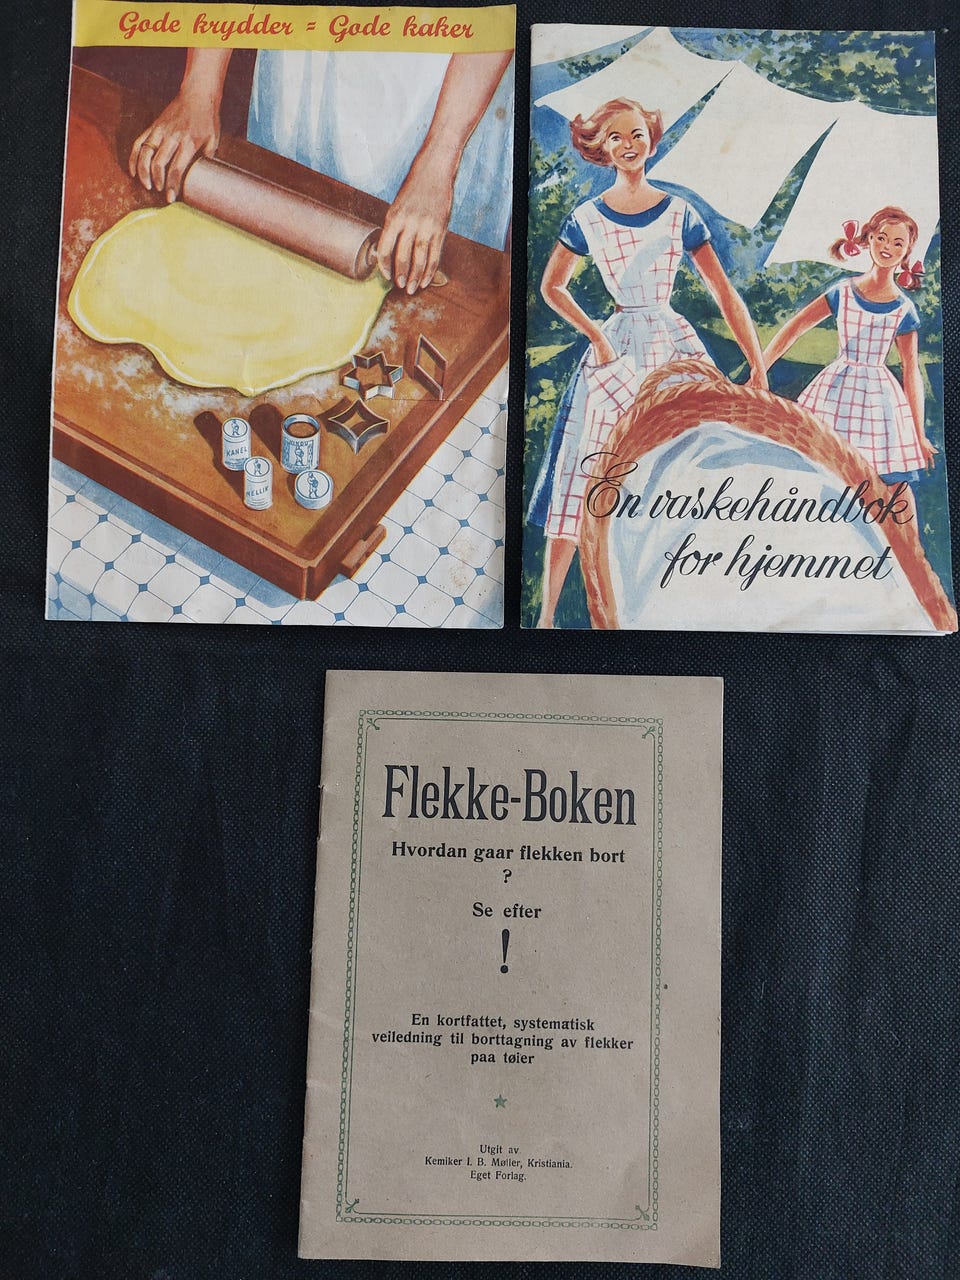 Gode krydder = Gode kaker
KANEL
MELLIK
En vaskehåndbok
for hjemmet
Flekke-Boken
Hvordan gaar flekken bort
?
Se efter
!
En kortfattet, systematisk
veiledning til borttagning av flekker
paa tøier
Utgit av
Kemiker I. B. Møller, Kristiania.
Eget Forlag.